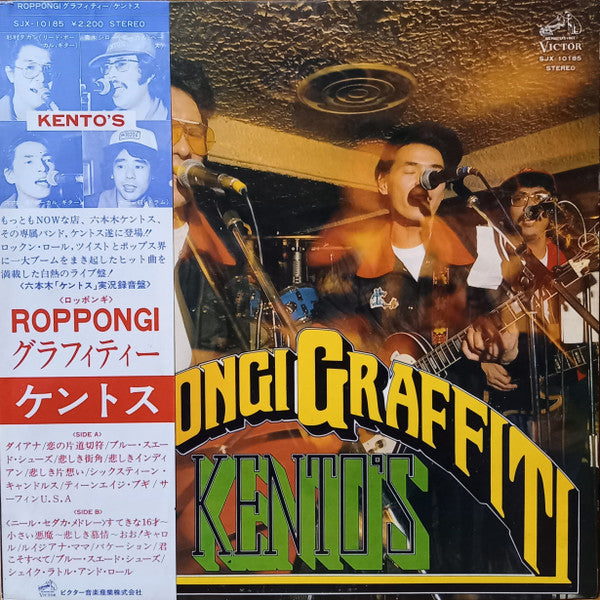 ROPPONGIグラフィティー/ケントス
SJX-10185 ¥2,200 STEREO
KENTO'S
もっともNOWな店、六本木ケントス、
その専属バンド、ケントス遂に登場!!
ロックン・ロール、ツイストとポップス界
に一大ブームをまき起したヒット曲を
満載した白熱のライブ盤!
〈六本木「ケントス」実況録音盤〉
〈ロッポンギ〉
ROPPONGI
グラフィティー
ケントス
〈SIDE A〉
ダイアナ/恋の片道切符/ブルー・スエー
ド・シューズ/悲しき街角/悲しきインディ
アン/悲しき片想い/シックスティーン・
キャンドルス/ティーンエイジ・ブギ/サ
ーフィンU.S.A
〈SIDE B〉
〈ニール・セダカ・メドレー〉すてきな16才〜
小さい悪魔〜悲しき慕情〜おお!キャロ
ル/ルイジアナ・ママ/バケーション/君
こそすべて/ブルー・スエード・シューズ/
シェイク・ラトル・アンド・ロール
VICTOR
ビクター音楽産業株式会社
VICTOR
SJX-10185
STEREO
ONGI GRAFFITI
KENTO'S